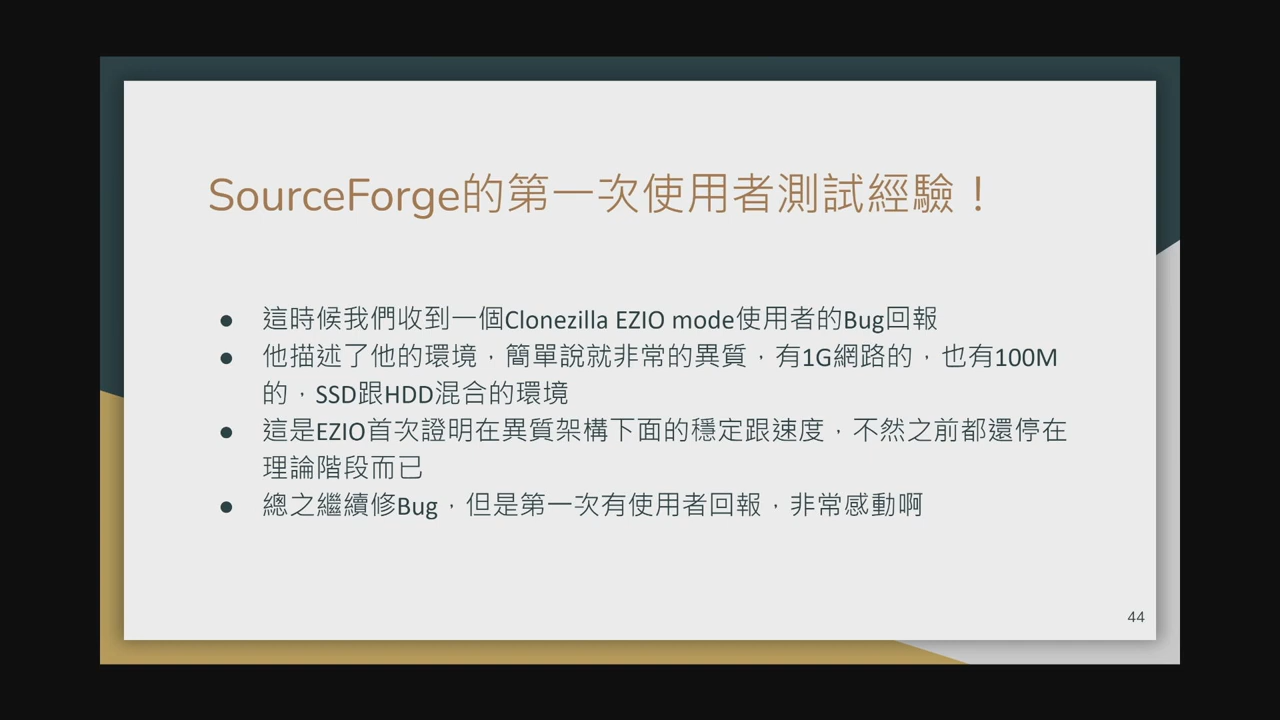 SourceForge的第一次使用者測試經驗！
● 這時候我們收到一個Clonezilla EZIO mode使用者的Bug回報
● 他描述了他的環境，簡單說就非常的異質，有1G網路的，也有100M
的，SSD跟HDD混合的環境
● 這是EZIO首次證明在異質架構下面的穩定跟速度，不然之前都還停在
理論階段而已
● 總之繼續修Bug，但是第一次有使用者回報，非常感動啊
44